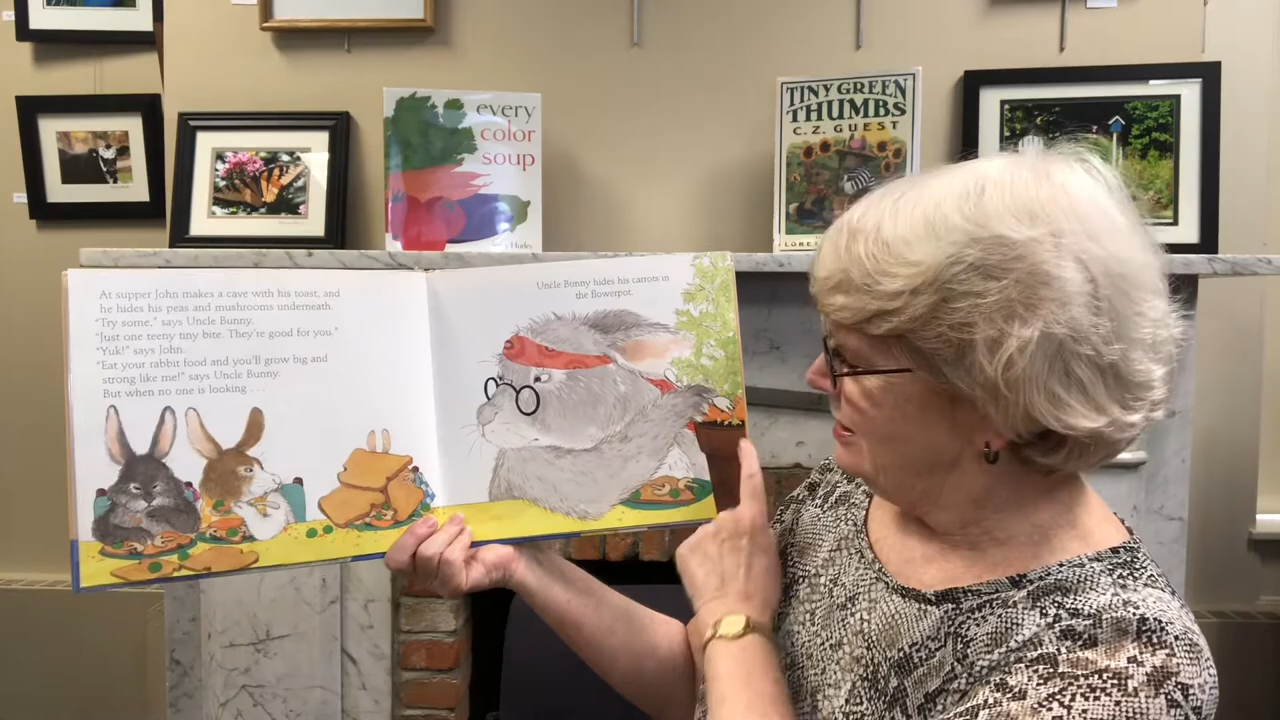 every
color
soup
Hurley
TINY GREEN
THUMBS
C. Z. GUEST
At supper John makes a cave with his toast, and
he hides his peas and mushrooms underneath.
"Try some," says Uncle Bunny.
"Just one teeny tiny bite. They're good for you."
"Yuk!" says John.
"Eat your rabbit food and you'll grow big and
strong like me!" says Uncle Bunny.
But when no one is looking . . .
Uncle Bunny hides his carrots in
the flowerpot.